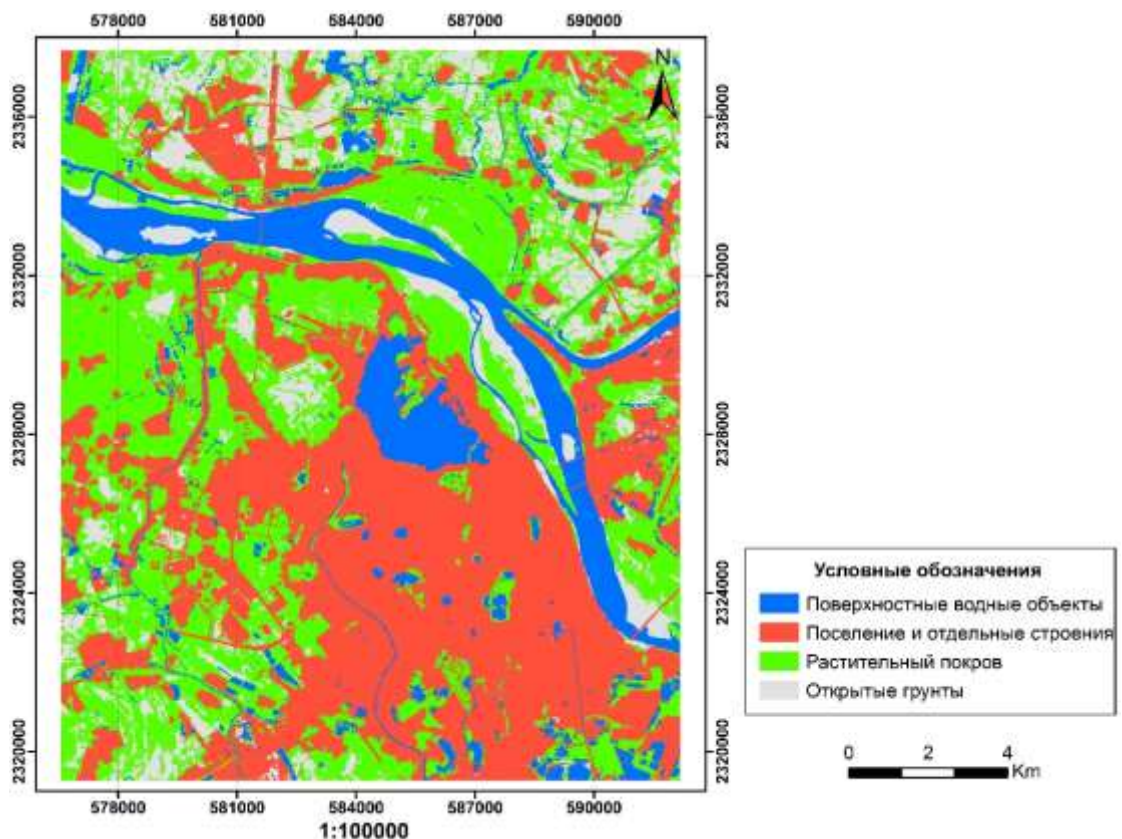 578000 581000 584000 587000 590000
N
2336000 2336000
2332000 2332000
2328000 2328000
2324000 2324000
2320000 2320000
578000 581000 584000 587000 590000
1:100000
Условные обозначения
Поверхностные водные объекты
Поселение и отдельные строения
Растительный покров
Открытые грунты
0 2 4
Km